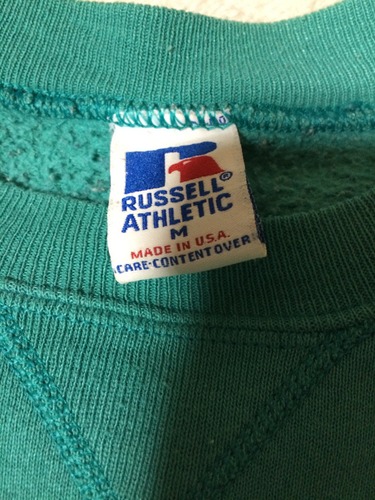 RUSSELL®
ATHLETIC
M
MADE IN U.S.A.
CARE-CONTENT OVER